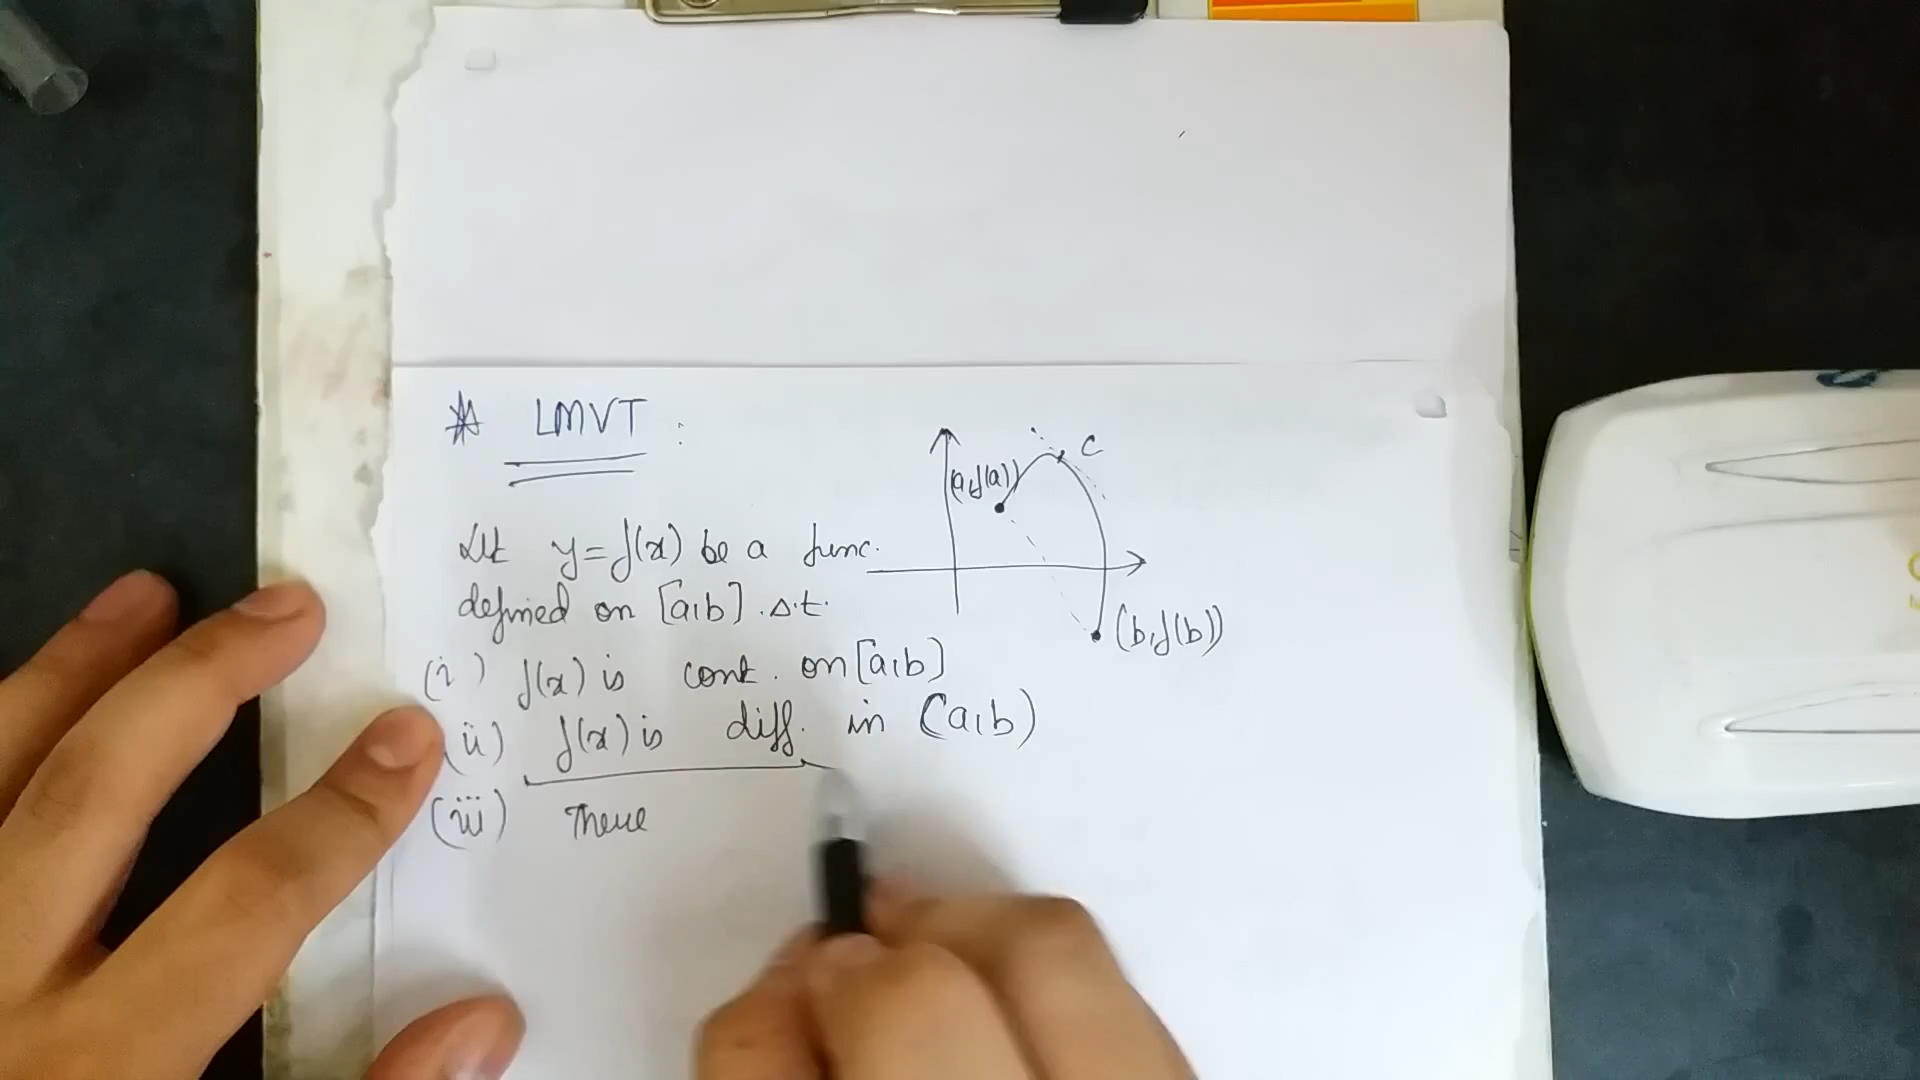 * LMVT :
Let y=f(x) be a func.
defined on [a,b] . s.t.
(i) f(x) is cont. on [a,b]
(ii) f(x) is diff. in (a,b)
(iii) There
(a,f(a))
C
(b,f(b))